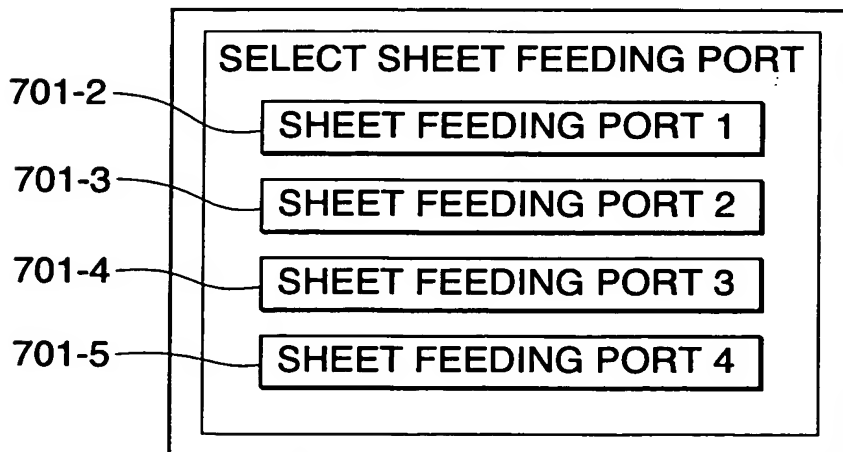 SELECT SHEET FEEDING PORT
701-2 SHEET FEEDING PORT 1
701-3 SHEET FEEDING PORT 2
701-4 SHEET FEEDING PORT 3
701-5 SHEET FEEDING PORT 4